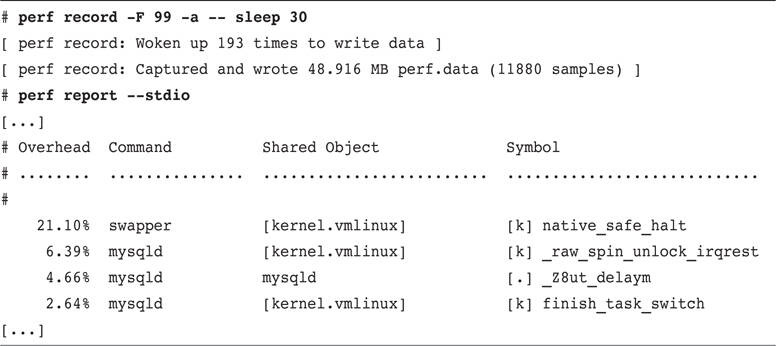 # perf record -F 99 -a -- sleep 30
[ perf record: Woken up 193 times to write data ]
[ perf record: Captured and wrote 48.916 MB perf.data (11880 samples) ]
# perf report --stdio
[...]
# Overhead  Command          Shared Object              Symbol
# ........  ...............  .........................  ............................
#
    21.10%  swapper          [kernel.vmlinux]           [k] native_safe_halt
     6.39%  mysqld           [kernel.vmlinux]           [k] _raw_spin_unlock_irqrest
     4.66%  mysqld           mysqld                     [.] _Z8ut_delaym
     2.64%  mysqld           [kernel.vmlinux]           [k] finish_task_switch
[...]